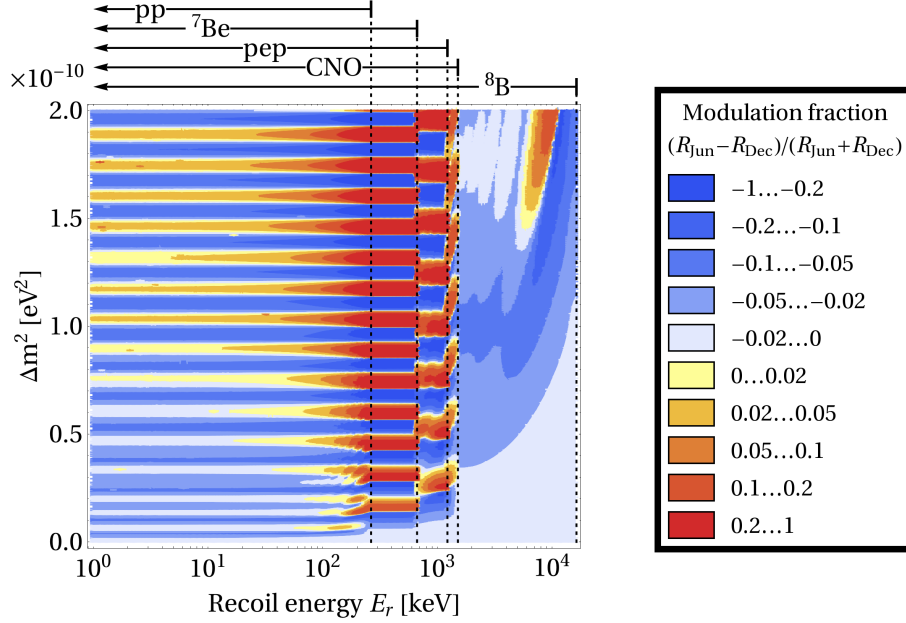 pp
⁷Be
pep
CNO
⁸B
×10⁻¹⁰
2.0
1.5
1.0
0.5
0.0
Δm² [eV²]
10⁰ 10¹ 10² 10³ 10⁴
Recoil energy Eᵣ [keV]
Modulation fraction
(R_Jun−R_Dec)/(R_Jun+R_Dec)
−1…−0.2
−0.2…−0.1
−0.1…−0.05
−0.05…−0.02
−0.02…0
0…0.02
0.02…0.05
0.05…0.1
0.1…0.2
0.2…1